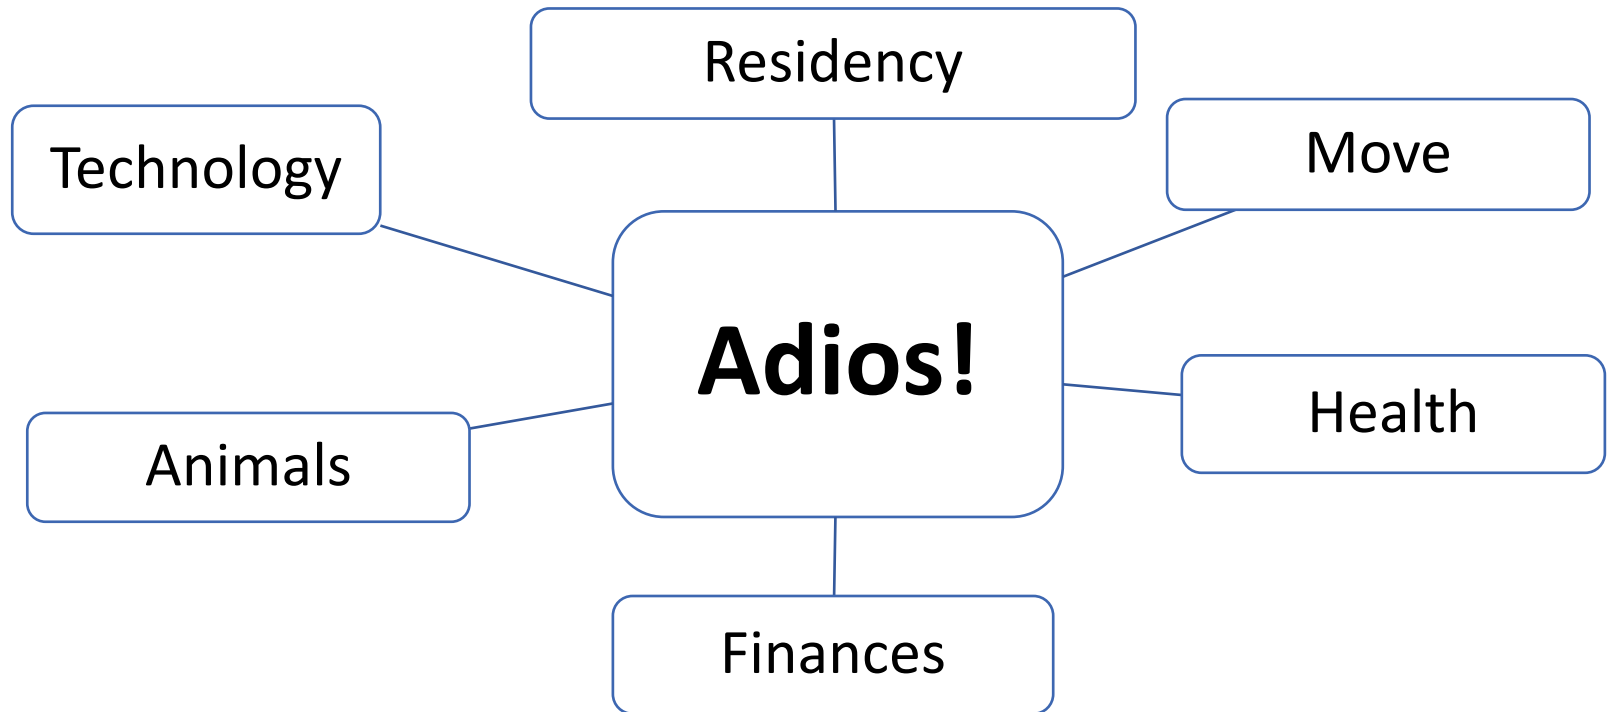 Residency
Technology
Move
Adios!
Health
Animals
Finances